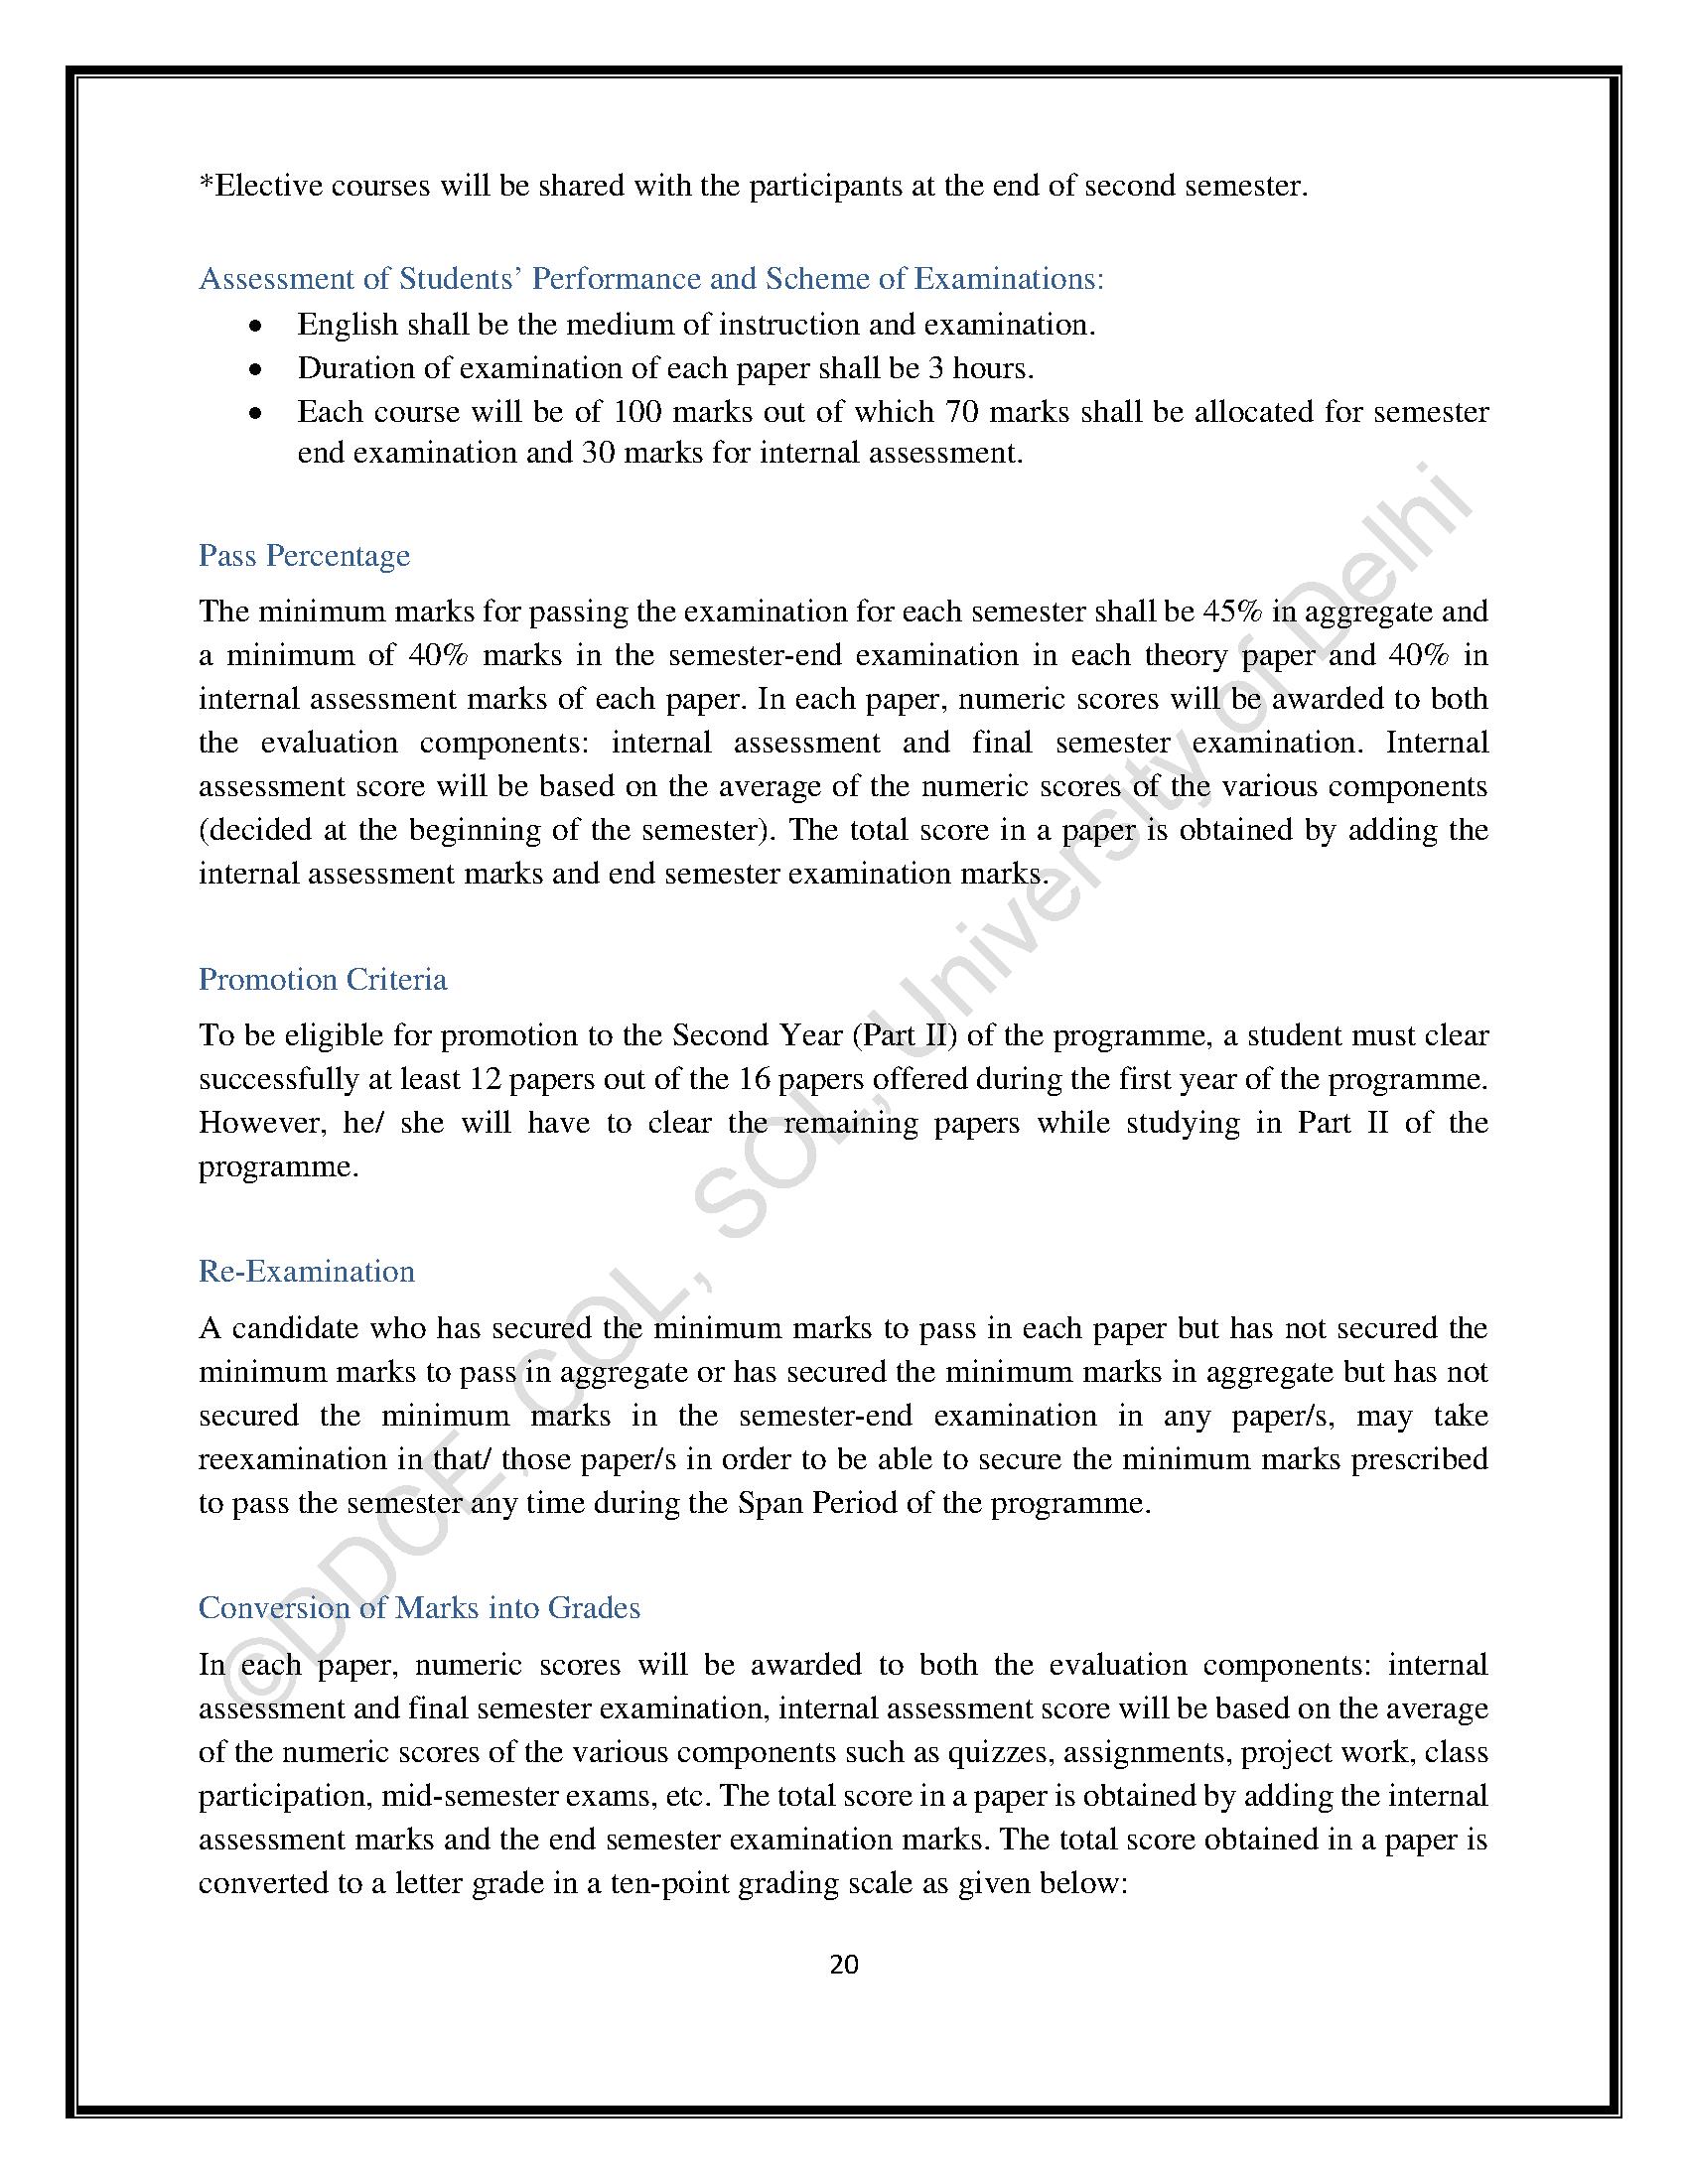 *Elective courses will be shared with the participants at the end of second semester.
Assessment of Students’ Performance and Scheme of Examinations:
• English shall be the medium of instruction and examination.
• Duration of examination of each paper shall be 3 hours.
• Each course will be of 100 marks out of which 70 marks shall be allocated for semester
end examination and 30 marks for internal assessment.
Pass Percentage
The minimum marks for passing the examination for each semester shall be 45% in aggregate and
a minimum of 40% marks in the semester-end examination in each theory paper and 40% in
internal assessment marks of each paper. In each paper, numeric scores will be awarded to both
the evaluation components: internal assessment and final semester examination. Internal
assessment score will be based on the average of the numeric scores of the various components
(decided at the beginning of the semester). The total score in a paper is obtained by adding the
internal assessment marks and end semester examination marks.
Promotion Criteria
To be eligible for promotion to the Second Year (Part II) of the programme, a student must clear
successfully at least 12 papers out of the 16 papers offered during the first year of the programme.
However, he/ she will have to clear the remaining papers while studying in Part II of the
programme.
Re-Examination
A candidate who has secured the minimum marks to pass in each paper but has not secured the
minimum marks to pass in aggregate or has secured the minimum marks in aggregate but has not
secured the minimum marks in the semester-end examination in any paper/s, may take
reexamination in that/ those paper/s in order to be able to secure the minimum marks prescribed
to pass the semester any time during the Span Period of the programme.
Conversion of Marks into Grades
In each paper, numeric scores will be awarded to both the evaluation components: internal
assessment and final semester examination, internal assessment score will be based on the average
of the numeric scores of the various components such as quizzes, assignments, project work, class
participation, mid-semester exams, etc. The total score in a paper is obtained by adding the internal
assessment marks and the end semester examination marks. The total score obtained in a paper is
converted to a letter grade in a ten-point grading scale as given below:
20
©DDCE, COL, SOL, University of Delhi